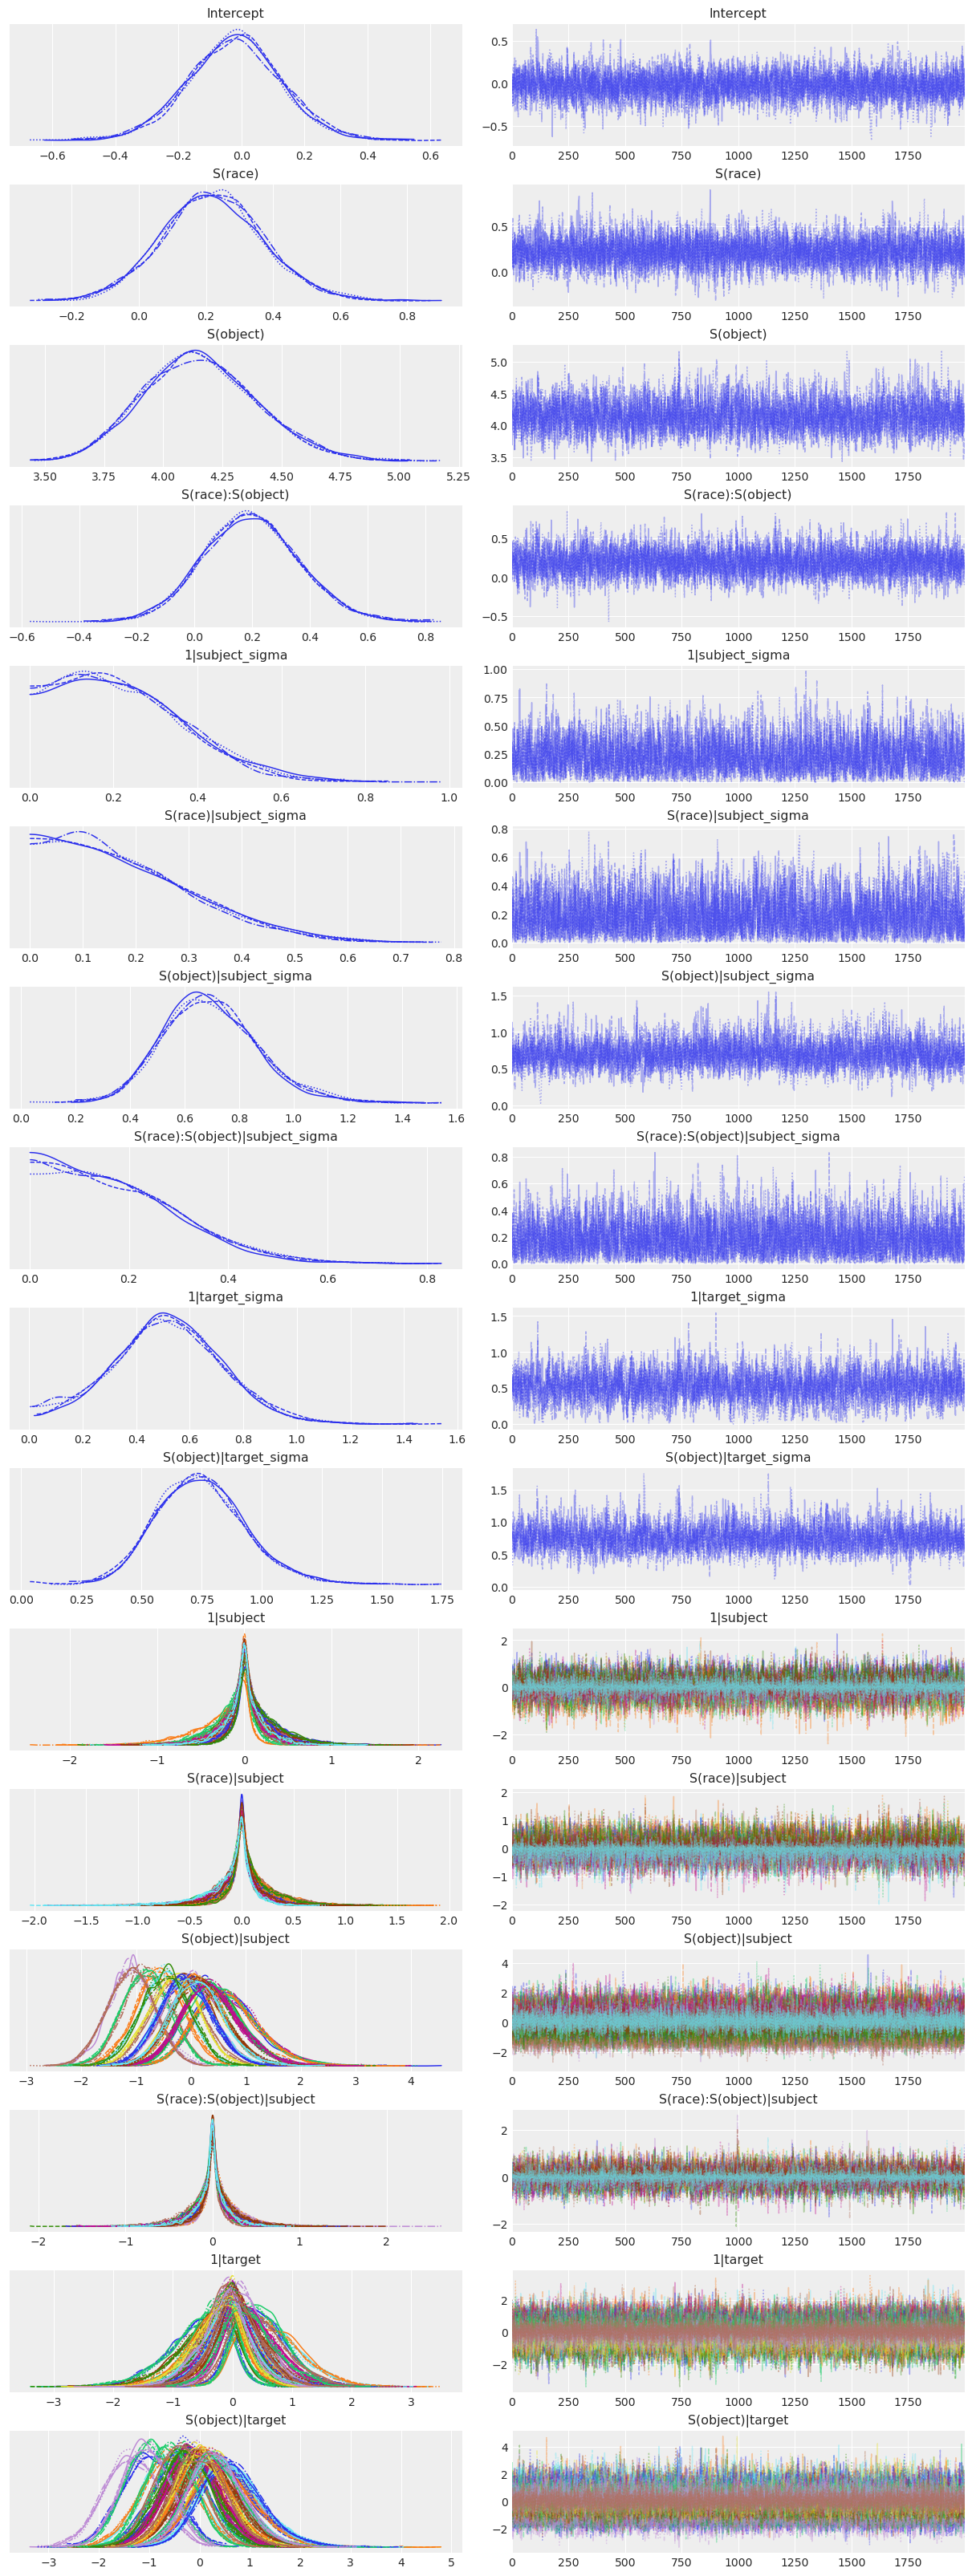 Intercept Intercept
0.5
0.0
−0.5
−0.6 −0.4 −0.2 0.0 0.2 0.4 0.6 0 250 500 750 1000 1250 1500 1750
S(race) S(race)
0.5
0.0
−0.2 0.0 0.2 0.4 0.6 0.8 0 250 500 750 1000 1250 1500 1750
S(object) S(object)
5.0
4.5
4.0
3.5
3.50 3.75 4.00 4.25 4.50 4.75 5.00 5.25 0 250 500 750 1000 1250 1500 1750
S(race):S(object) S(race):S(object)
0.5
0.0
−0.5
−0.6 −0.4 −0.2 0.0 0.2 0.4 0.6 0.8 0 250 500 750 1000 1250 1500 1750
1|subject_sigma 1|subject_sigma
1.00
0.75
0.50
0.25
0.00
0.0 0.2 0.4 0.6 0.8 1.0 0 250 500 750 1000 1250 1500 1750
S(race)|subject_sigma S(race)|subject_sigma
0.8
0.6
0.4
0.2
0.0
0.0 0.1 0.2 0.3 0.4 0.5 0.6 0.7 0.8 0 250 500 750 1000 1250 1500 1750
S(object)|subject_sigma S(object)|subject_sigma
1.5
1.0
0.5
0.0
0.0 0.2 0.4 0.6 0.8 1.0 1.2 1.4 1.6 0 250 500 750 1000 1250 1500 1750
S(race):S(object)|subject_sigma S(race):S(object)|subject_sigma
0.8
0.6
0.4
0.2
0.0
0.0 0.2 0.4 0.6 0.8 0 250 500 750 1000 1250 1500 1750
1|target_sigma 1|target_sigma
1.5
1.0
0.5
0.0
0.0 0.2 0.4 0.6 0.8 1.0 1.2 1.4 1.6 0 250 500 750 1000 1250 1500 1750
S(object)|target_sigma S(object)|target_sigma
1.5
1.0
0.5
0.0
0.00 0.25 0.50 0.75 1.00 1.25 1.50 1.75 0 250 500 750 1000 1250 1500 1750
1|subject 1|subject
2
0
−2
−2 −1 0 1 2 0 250 500 750 1000 1250 1500 1750
S(race)|subject S(race)|subject
2
1
0
−1
−2
−2.0 −1.5 −1.0 −0.5 0.0 0.5 1.0 1.5 2.0 0 250 500 750 1000 1250 1500 1750
S(object)|subject S(object)|subject
4
2
0
−2
−3 −2 −1 0 1 2 3 4 0 250 500 750 1000 1250 1500 1750
S(race):S(object)|subject S(race):S(object)|subject
2
0
−2
−2 −1 0 1 2 0 250 500 750 1000 1250 1500 1750
1|target 1|target
2
0
−2
−3 −2 −1 0 1 2 3 0 250 500 750 1000 1250 1500 1750
S(object)|target S(object)|target
4
2
0
−2
−3 −2 −1 0 1 2 3 4 5 0 250 500 750 1000 1250 1500 1750